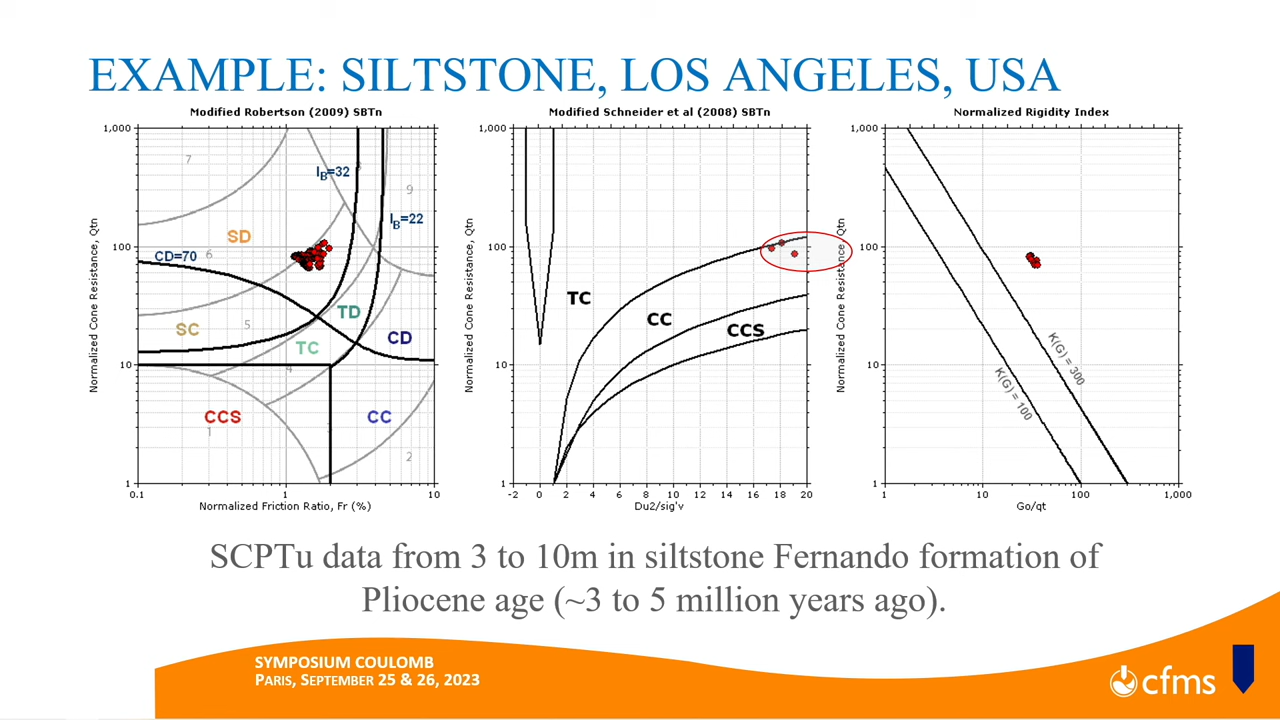 EXAMPLE: SILTSTONE, LOS ANGELES, USA
Modified Robertson (2009) SBTn
1,000
100
10
1
0.1
1
10
Normalized Cone Resistance, Qtn
Normalized Friction Ratio, Fr (%)
7
8
9
6
5
4
1
2
IB=32
IB=22
CD=70
SD
SC
TD
TC
CD
CCS
CC
Modified Schneider et al (2008) SBTn
1,000
100
10
1
-2 0 2 4 6 8 10 12 14 16 18 20
Normalized Cone Resistance, Qtn
Du2/sig'v
TC
CC
CCS
Normalized Rigidity Index
1,000
100
10
1
1 10 100 1,000
Normalized Cone Resistance, Qtn
Go/qt
K(G) = 300
K(G) = 100
SCPTu data from 3 to 10m in siltstone Fernando formation of
Pliocene age (~3 to 5 million years ago).
SYMPOSIUM COULOMB
PARIS, SEPTEMBER 25 & 26, 2023
cfms